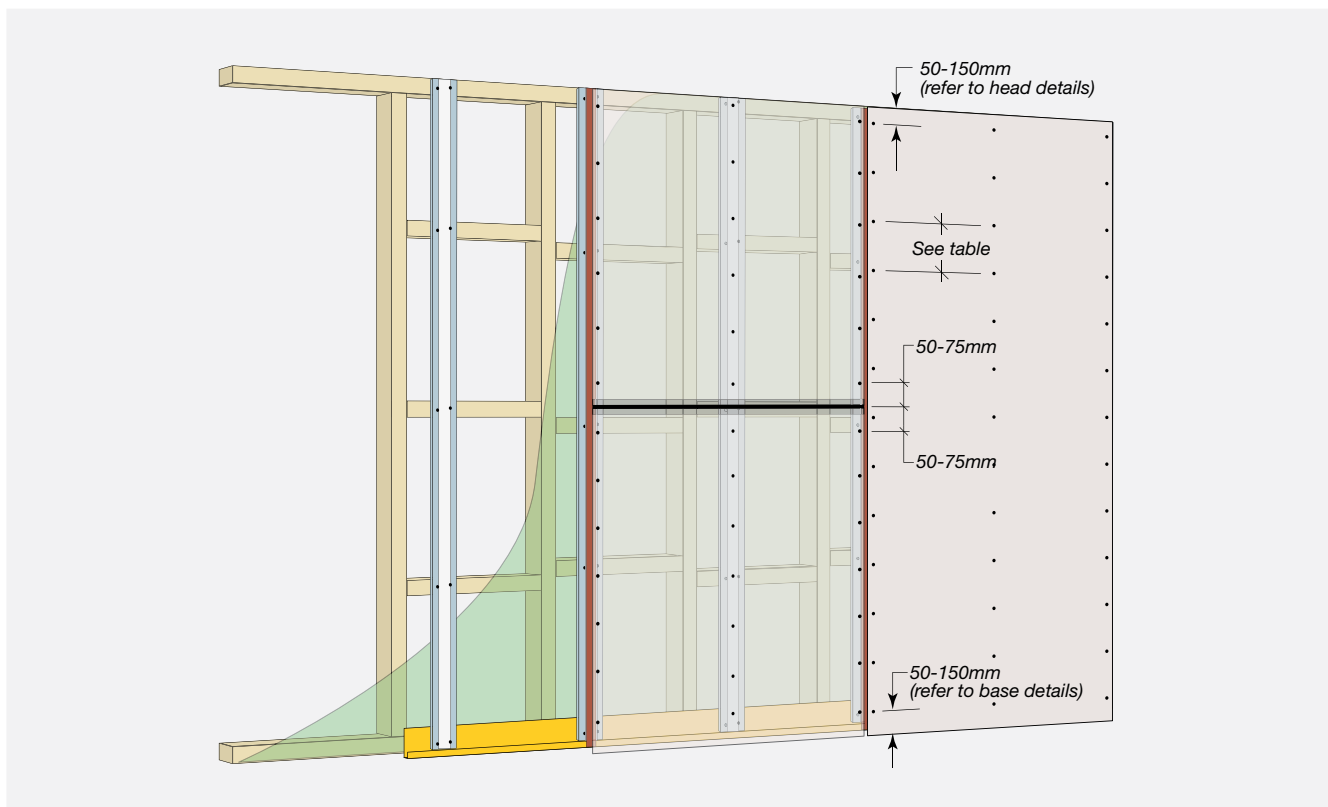 50-150mm
(refer to head details)
See table
50-75mm
50-75mm
50-150mm
(refer to base details)